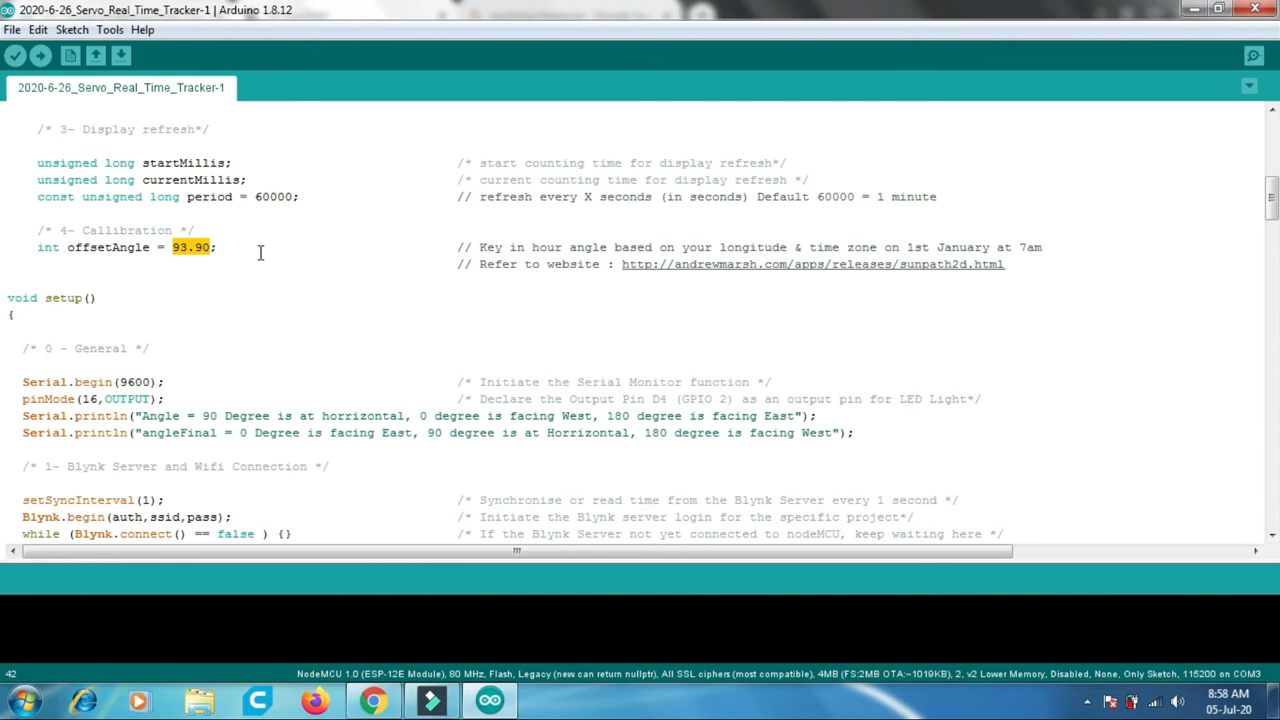 2020-6-26_Servo_Real_Time_Tracker-1 | Arduino 1.8.12
File Edit Sketch Tools Help
2020-6-26_Servo_Real_Time_Tracker-1
/* 3- Display refresh*/
unsigned long startMillis; /* start counting time for display refresh*/
unsigned long currentMillis; /* current counting time for display refresh */
const unsigned long period = 60000; // refresh every X seconds (in seconds) Default 60000 = 1 minute
/* 4- Callibration */
int offsetAngle = 93.90; // Key in hour angle based on your longitude & time zone on 1st January at 7am
// Refer to website : http://andrewmarsh.com/apps/releases/sunpath2d.html
void setup()
{
/* 0 - General */
Serial.begin(9600); /* Initiate the Serial Monitor function */
pinMode(16,OUTPUT); /* Declare the Output Pin D4 (GPIO 2) as an output pin for LED Light*/
Serial.println("Angle = 90 Degree is at horrizontal, 0 degree is facing West, 180 degree is facing East");
Serial.println("angleFinal = 0 Degree is facing East, 90 degree is at Horrizontal, 180 degree is facing West");
/* 1- Blynk Server and Wifi Connection */
setSyncInterval(1); /* Synchronise or read time from the Blynk Server every 1 second */
Blynk.begin(auth,ssid,pass); /* Initiate the Blynk server login for the specific project*/
while (Blynk.connect() == false ) {} /* If the Blynk Server not yet connected to nodeMCU, keep waiting here */
42 NodeMCU 1.0 (ESP-12E Module), 80 MHz, Flash, Legacy (new can return nullptr), All SSL ciphers (most compatible), 4MB (FS:2MB OTA:~1019KB), 2, v2 Lower Memory, Disabled, None, Only Sketch, 115200 on COM3
8:58 AM
05-Jul-20